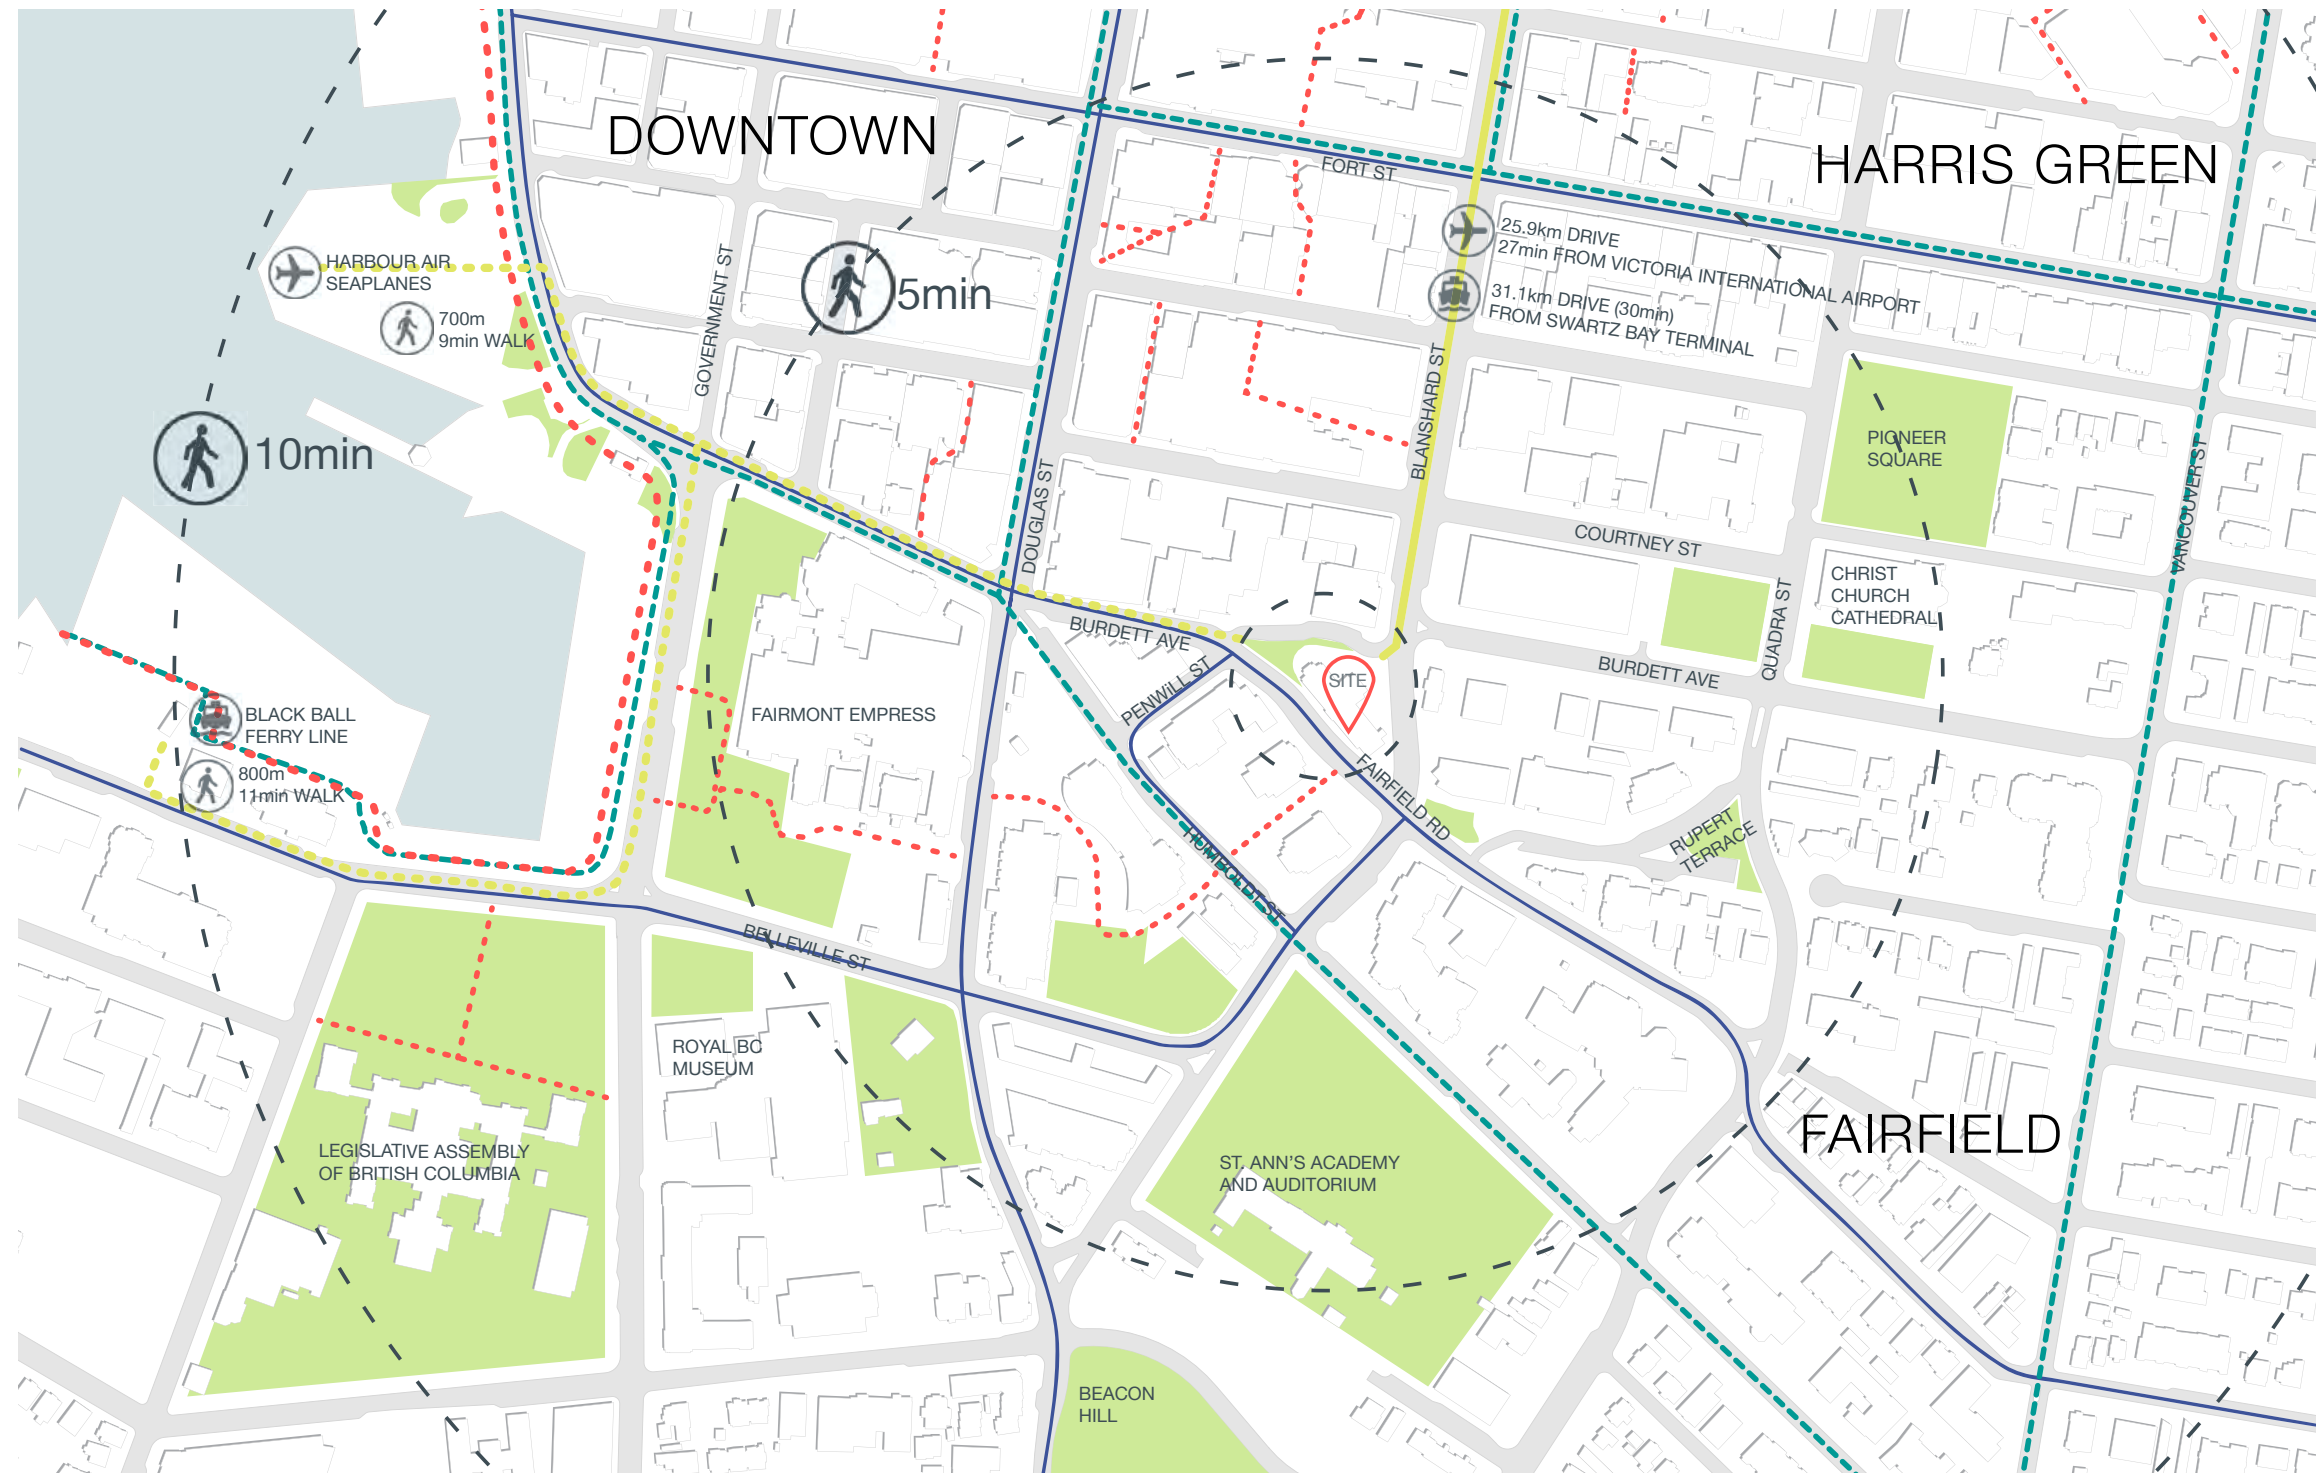 DOWNTOWN
HARRIS GREEN
FORT ST
25.9km DRIVE
27min FROM VICTORIA INTERNATIONAL AIRPORT
31.1km DRIVE (30min)
FROM SWARTZ BAY TERMINAL
HARBOUR AIR
SEAPLANES
700m
9min WALK
GOVERNMENT ST
5min
10min
BLANSHARD ST
PIONEER
SQUARE
VANCOUVER ST
DOUGLAS ST
COURTNEY ST
CHRIST
CHURCH
CATHEDRAL
QUADRA ST
BURDETT AVE
BURDETT AVE
PENWiLL ST
SITE
BLACK BALL
FERRY LINE
800m
11min WALK
FAIRMONT EMPRESS
FAIRFIELD RD
HUMBOLDT ST
RUPERT
TERRACE
BELLEVILLE ST
ROYAL BC
MUSEUM
LEGISLATIVE ASSEMBLY
OF BRITISH COLUMBIA
ST. ANN'S ACADEMY
AND AUDITORIUM
FAIRFIELD
BEACON
HILL